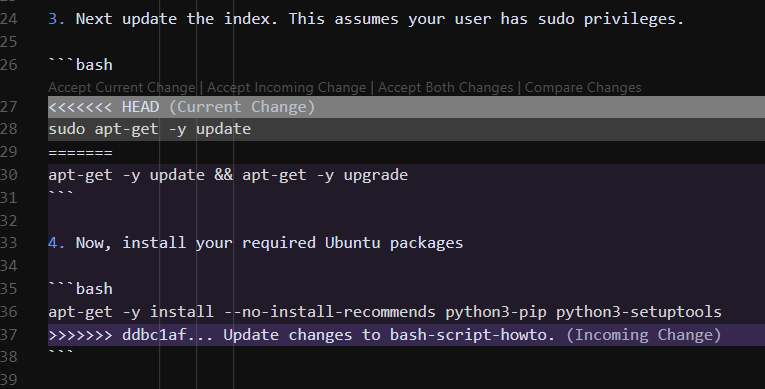 24 3. Next update the index. This assumes your user has sudo privileges.
25
26 ```bash
Accept Current Change | Accept Incoming Change | Accept Both Changes | Compare Changes
27 <<<<<<< HEAD (Current Change)
28 sudo apt-get -y update
29 =======
30 apt-get -y update && apt-get -y upgrade
31 ```
32
33 4. Now, install your required Ubuntu packages
34
35 ```bash
36 apt-get -y install --no-install-recommends python3-pip python3-setuptools
37 >>>>>>> ddbc1af... Update changes to bash-script-howto. (Incoming Change)
38 ```
39